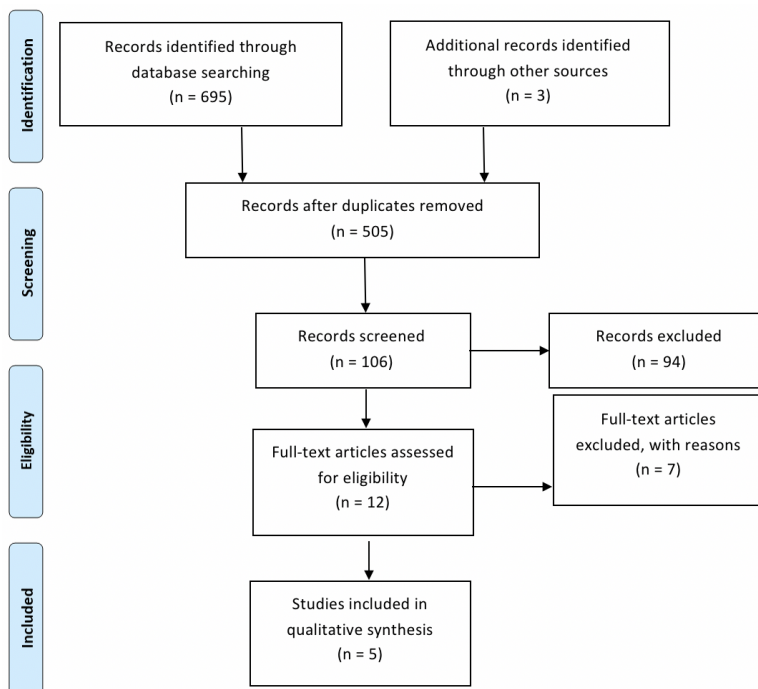 Identification
Records identified through
database searching
(n = 695)
Additional records identified
through other sources
(n = 3)
Screening
Records after duplicates removed
(n = 505)
Records screened
(n = 106)
Records excluded
(n = 94)
Eligibility
Full-text articles assessed
for eligibility
(n = 12)
Full-text articles
excluded, with reasons
(n = 7)
Included
Studies included in
qualitative synthesis
(n = 5)